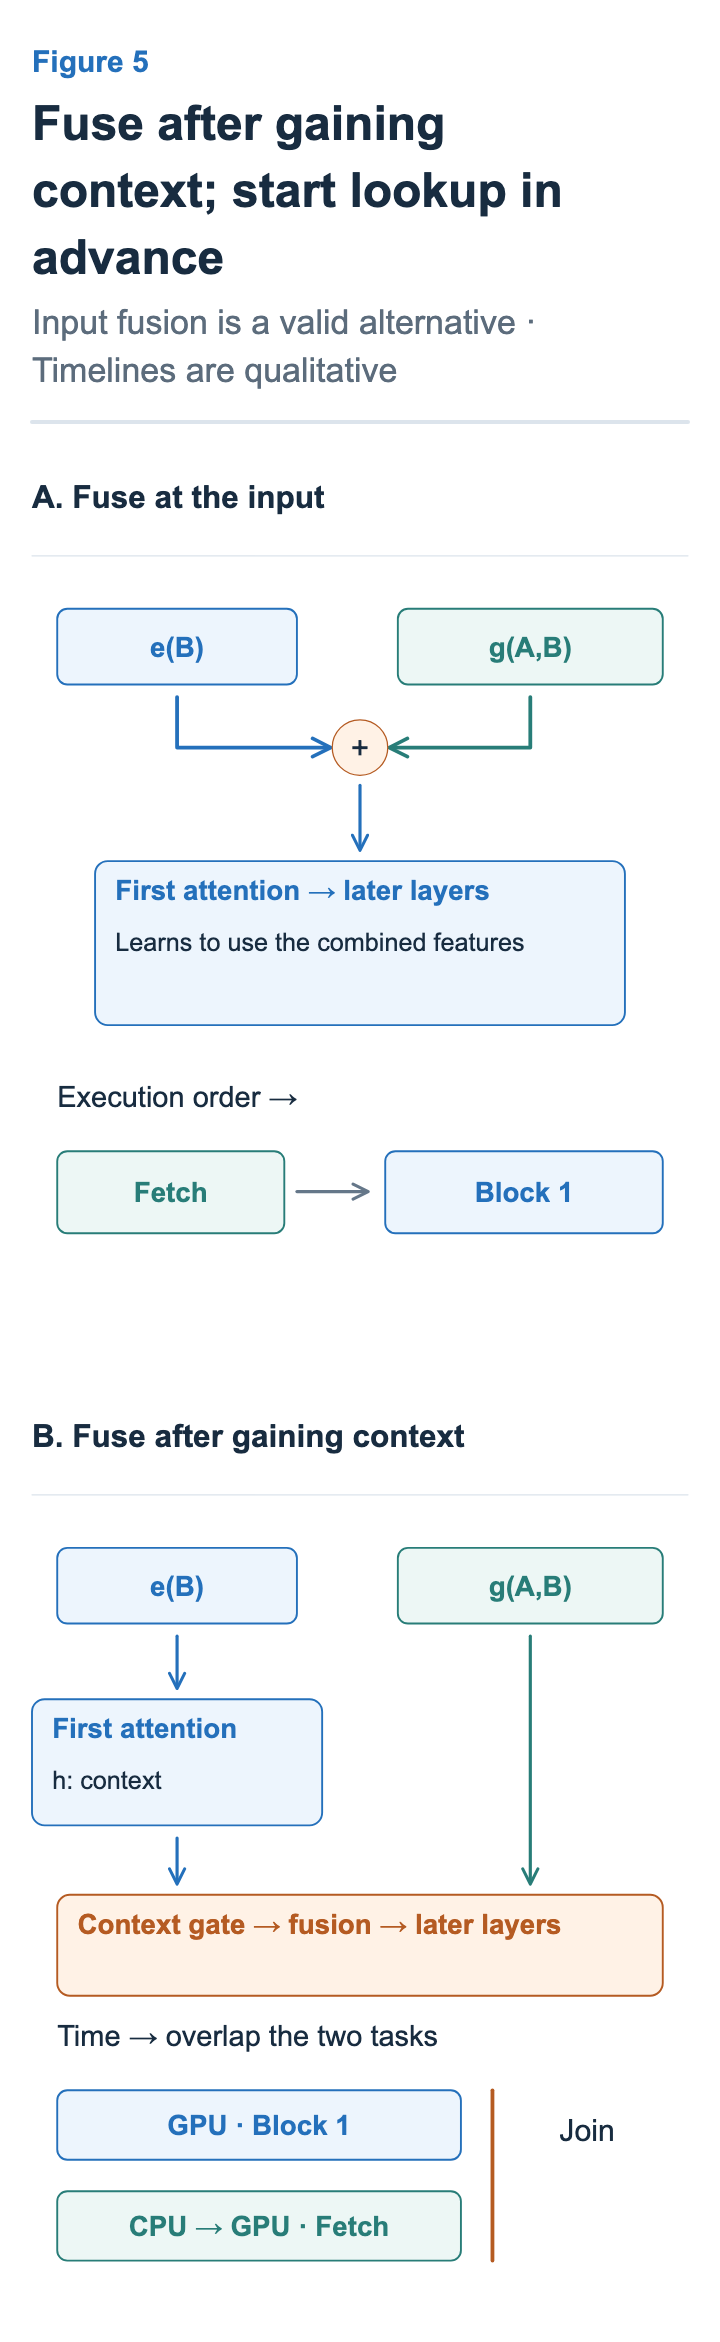 Figure 5
Fuse after gaining
context; start lookup in
advance
Input fusion is a valid alternative ·
Timelines are qualitative
A. Fuse at the input
e(B)
g(A,B)
+
First attention → later layers
Learns to use the combined features
Execution order →
Fetch
Block 1
B. Fuse after gaining context
e(B)
g(A,B)
First attention
h: context
Context gate → fusion → later layers
Time → overlap the two tasks
GPU · Block 1
Join
CPU → GPU · Fetch